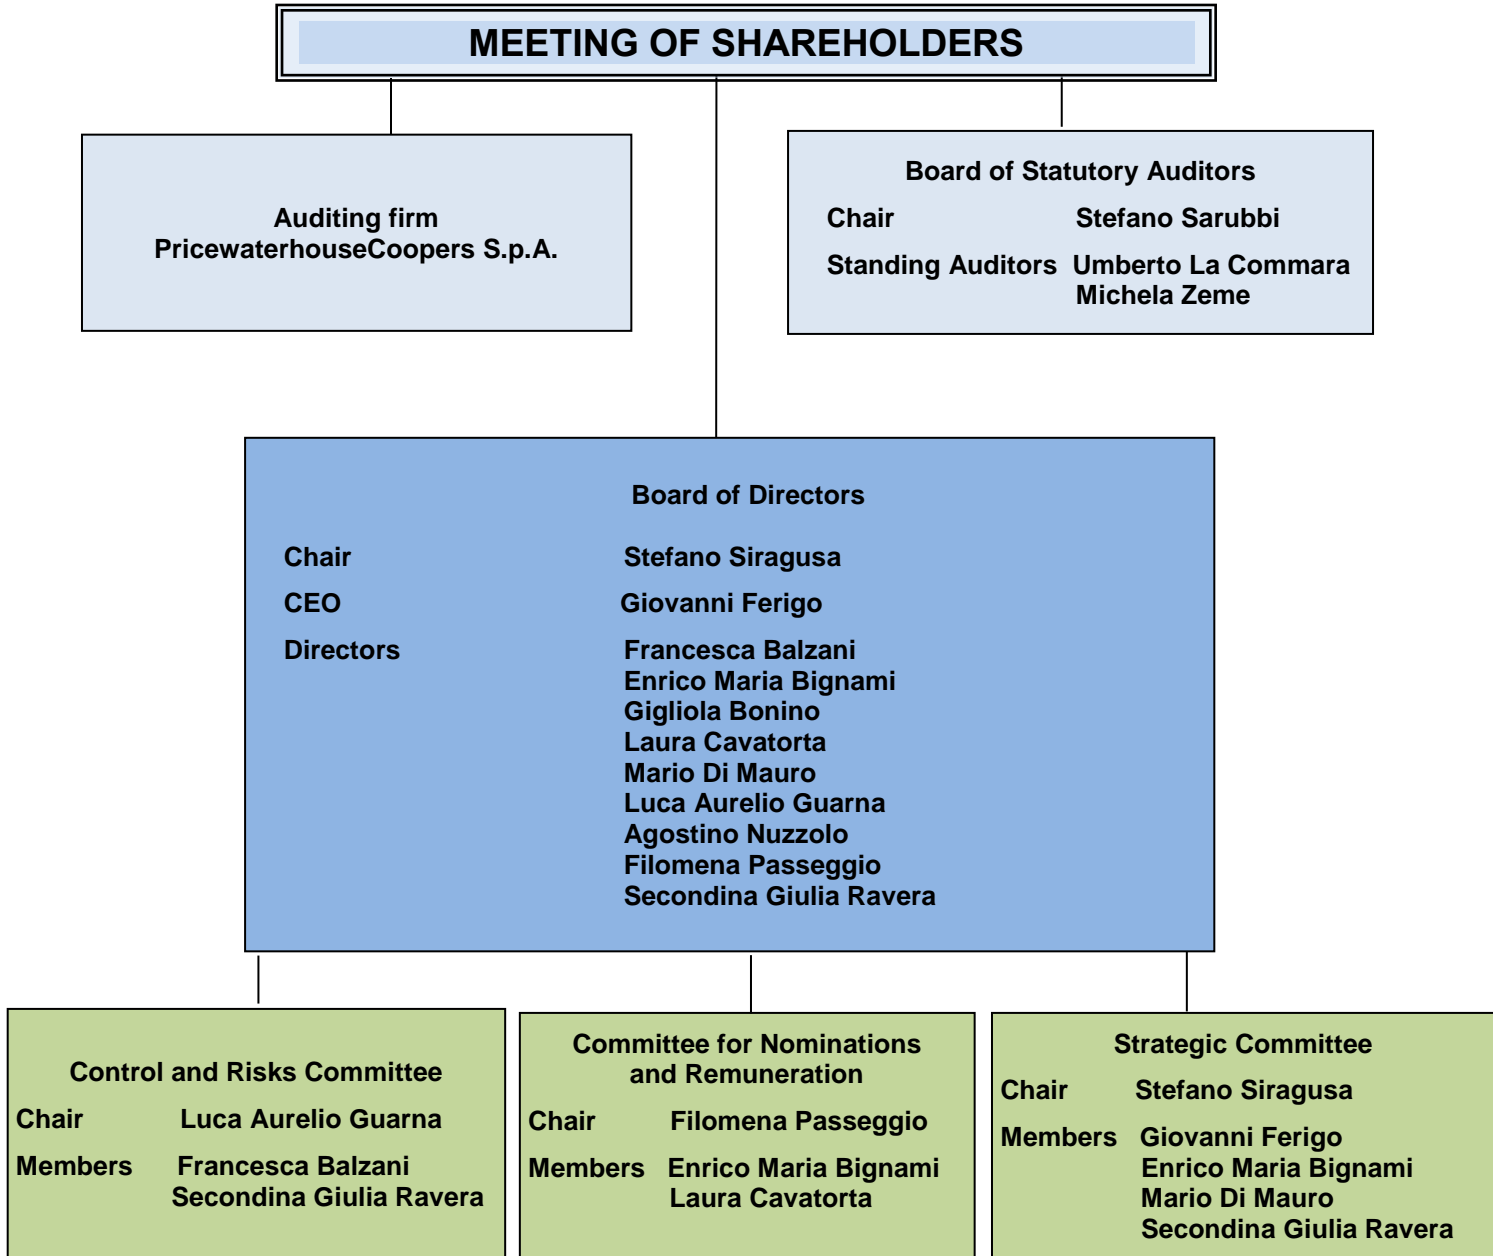 MEETING OF SHAREHOLDERS
Auditing firm
PricewaterhouseCoopers S.p.A.
Board of Statutory Auditors
Chair Stefano Sarubbi
Standing Auditors Umberto La Commara
Michela Zeme
Board of Directors
Chair Stefano Siragusa
CEO Giovanni Ferigo
Directors Francesca Balzani
Enrico Maria Bignami
Gigliola Bonino
Laura Cavatorta
Mario Di Mauro
Luca Aurelio Guarna
Agostino Nuzzolo
Filomena Passeggio
Secondina Giulia Ravera
Control and Risks Committee
Chair Luca Aurelio Guarna
Members Francesca Balzani
Secondina Giulia Ravera
Committee for Nominations
and Remuneration
Chair Filomena Passeggio
Members Enrico Maria Bignami
Laura Cavatorta
Strategic Committee
Chair Stefano Siragusa
Members Giovanni Ferigo
Enrico Maria Bignami
Mario Di Mauro
Secondina Giulia Ravera